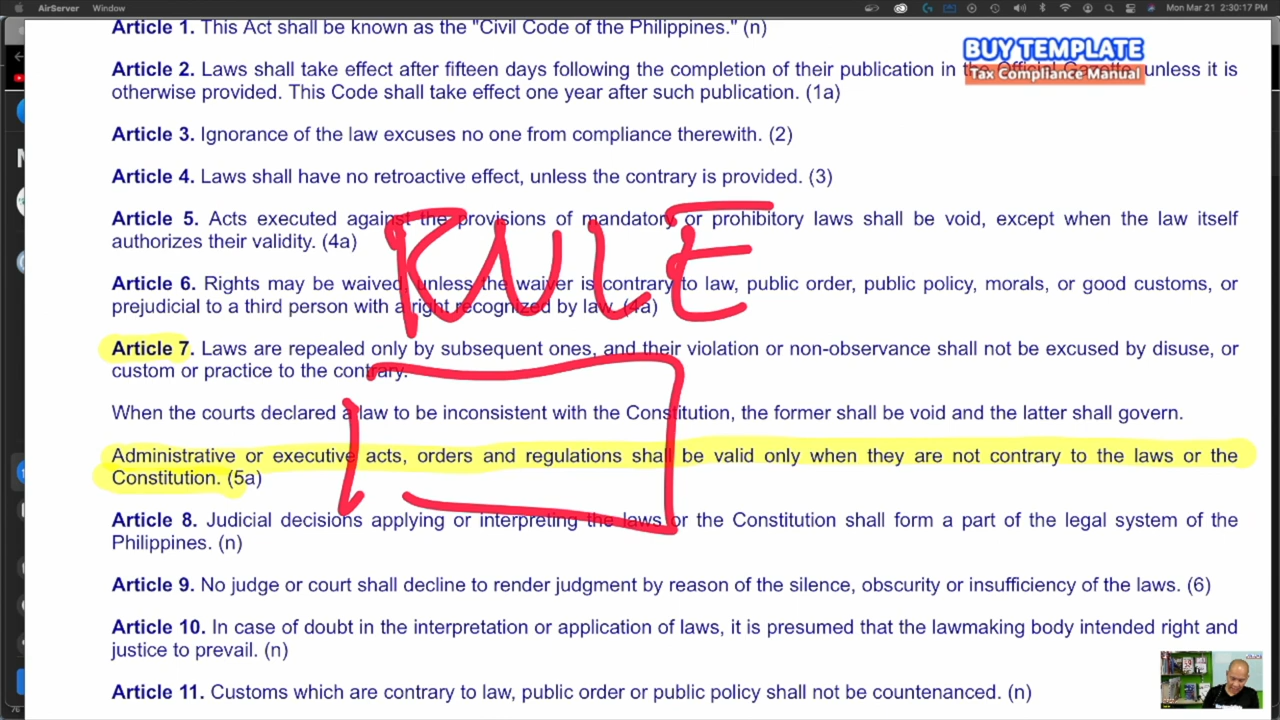 AirServer Window Mon Mar 21 2:30:17 PM
Article 1. This Act shall be known as the "Civil Code of the Philippines." (n)
BUY TEMPLATE
Tax Compliance Manual
Article 2. Laws shall take effect after fifteen days following the completion of their publication in the Official Gazette, unless it is
otherwise provided. This Code shall take effect one year after such publication. (1a)
Article 3. Ignorance of the law excuses no one from compliance therewith. (2)
Article 4. Laws shall have no retroactive effect, unless the contrary is provided. (3)
Article 5. Acts executed against the provisions of mandatory or prohibitory laws shall be void, except when the law itself
authorizes their validity. (4a)
RULE
Article 6. Rights may be waived, unless the waiver is contrary to law, public order, public policy, morals, or good customs, or
prejudicial to a third person with a right recognized by law. (4a)
Article 7. Laws are repealed only by subsequent ones, and their violation or non-observance shall not be excused by disuse, or
custom or practice to the contrary.
When the courts declared a law to be inconsistent with the Constitution, the former shall be void and the latter shall govern.
Administrative or executive acts, orders and regulations shall be valid only when they are not contrary to the laws or the
Constitution. (5a)
Article 8. Judicial decisions applying or interpreting the laws or the Constitution shall form a part of the legal system of the
Philippines. (n)
Article 9. No judge or court shall decline to render judgment by reason of the silence, obscurity or insufficiency of the laws. (6)
Article 10. In case of doubt in the interpretation or application of laws, it is presumed that the lawmaking body intended right and
justice to prevail. (n)
Article 11. Customs which are contrary to law, public order or public policy shall not be countenanced. (n)